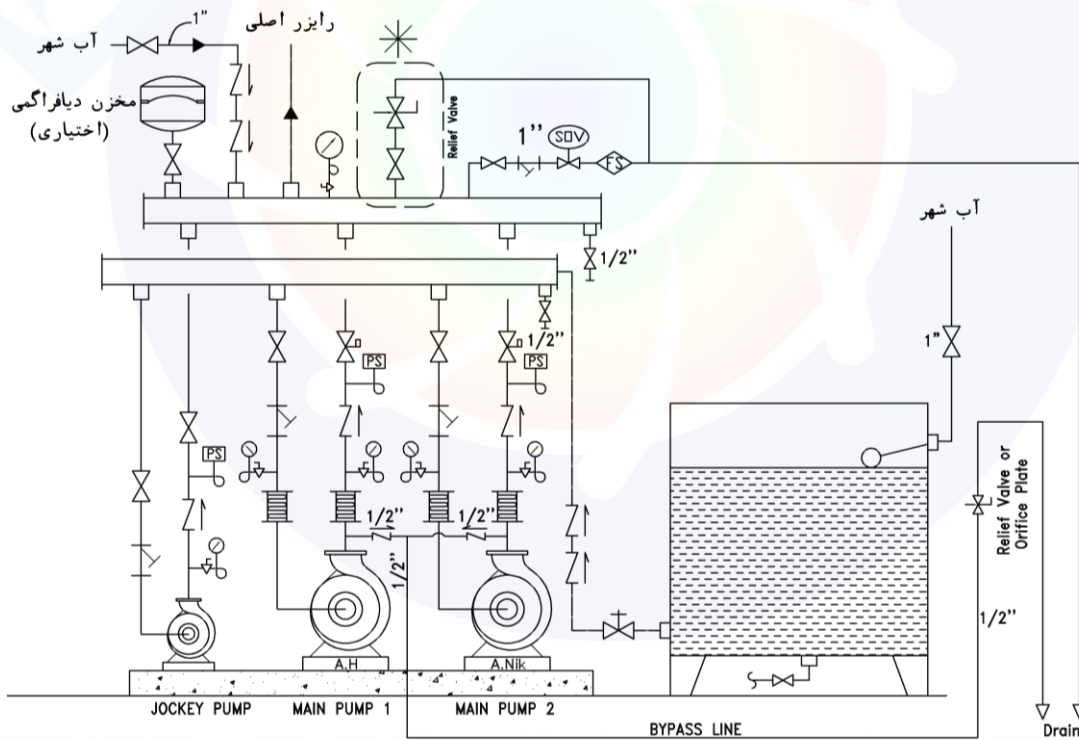 1"
آب شهر
رایزر اصلی
مخزن دیافراگمی
(اختیاری)
Relief Valve
1''
SOV
FS
آب شهر
1/2"
1/2"
PS
PS
1"
PS
1/2"
1/2"
1/2"
Relief Valve or
Orifice Plate
1/2"
A.H
A.Nik
JOCKEY PUMP
MAIN PUMP 1
MAIN PUMP 2
BYPASS LINE
Drain